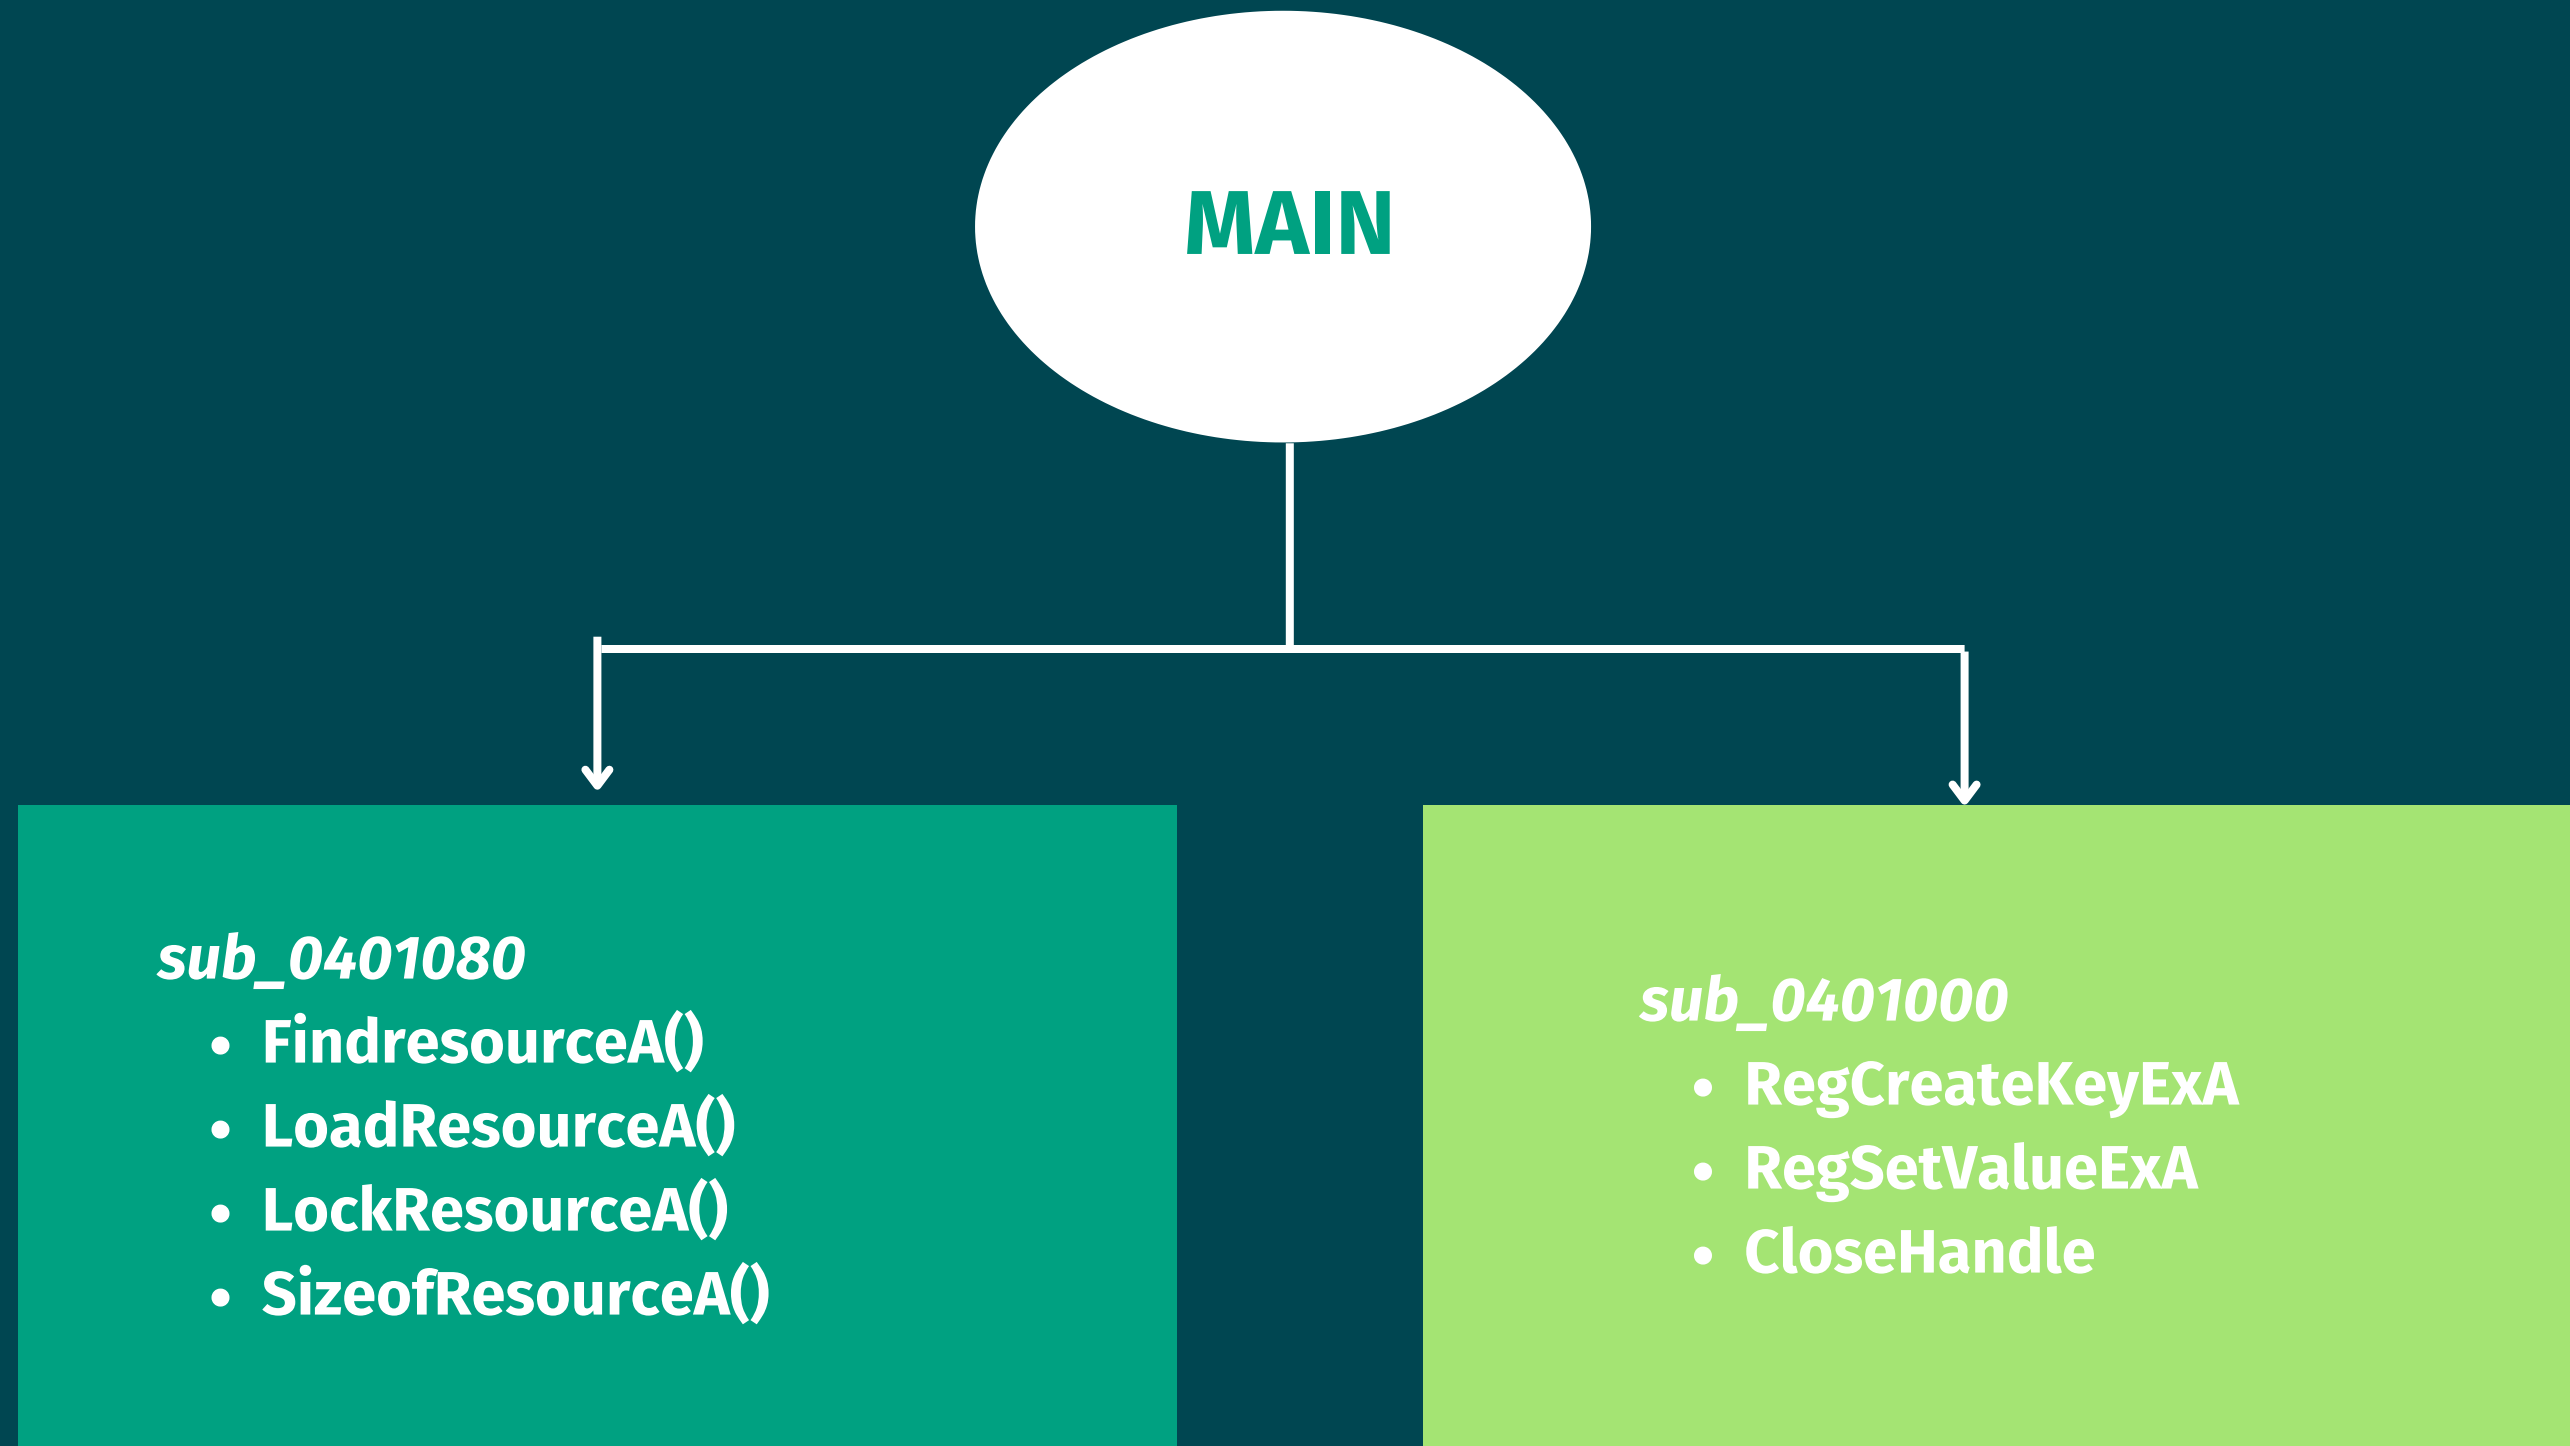 MAIN
sub_0401080
• FindresourceA()
• LoadResourceA()
• LockResourceA()
• SizeofResourceA()
sub_0401000
• RegCreateKeyExA
• RegSetValueExA
• CloseHandle